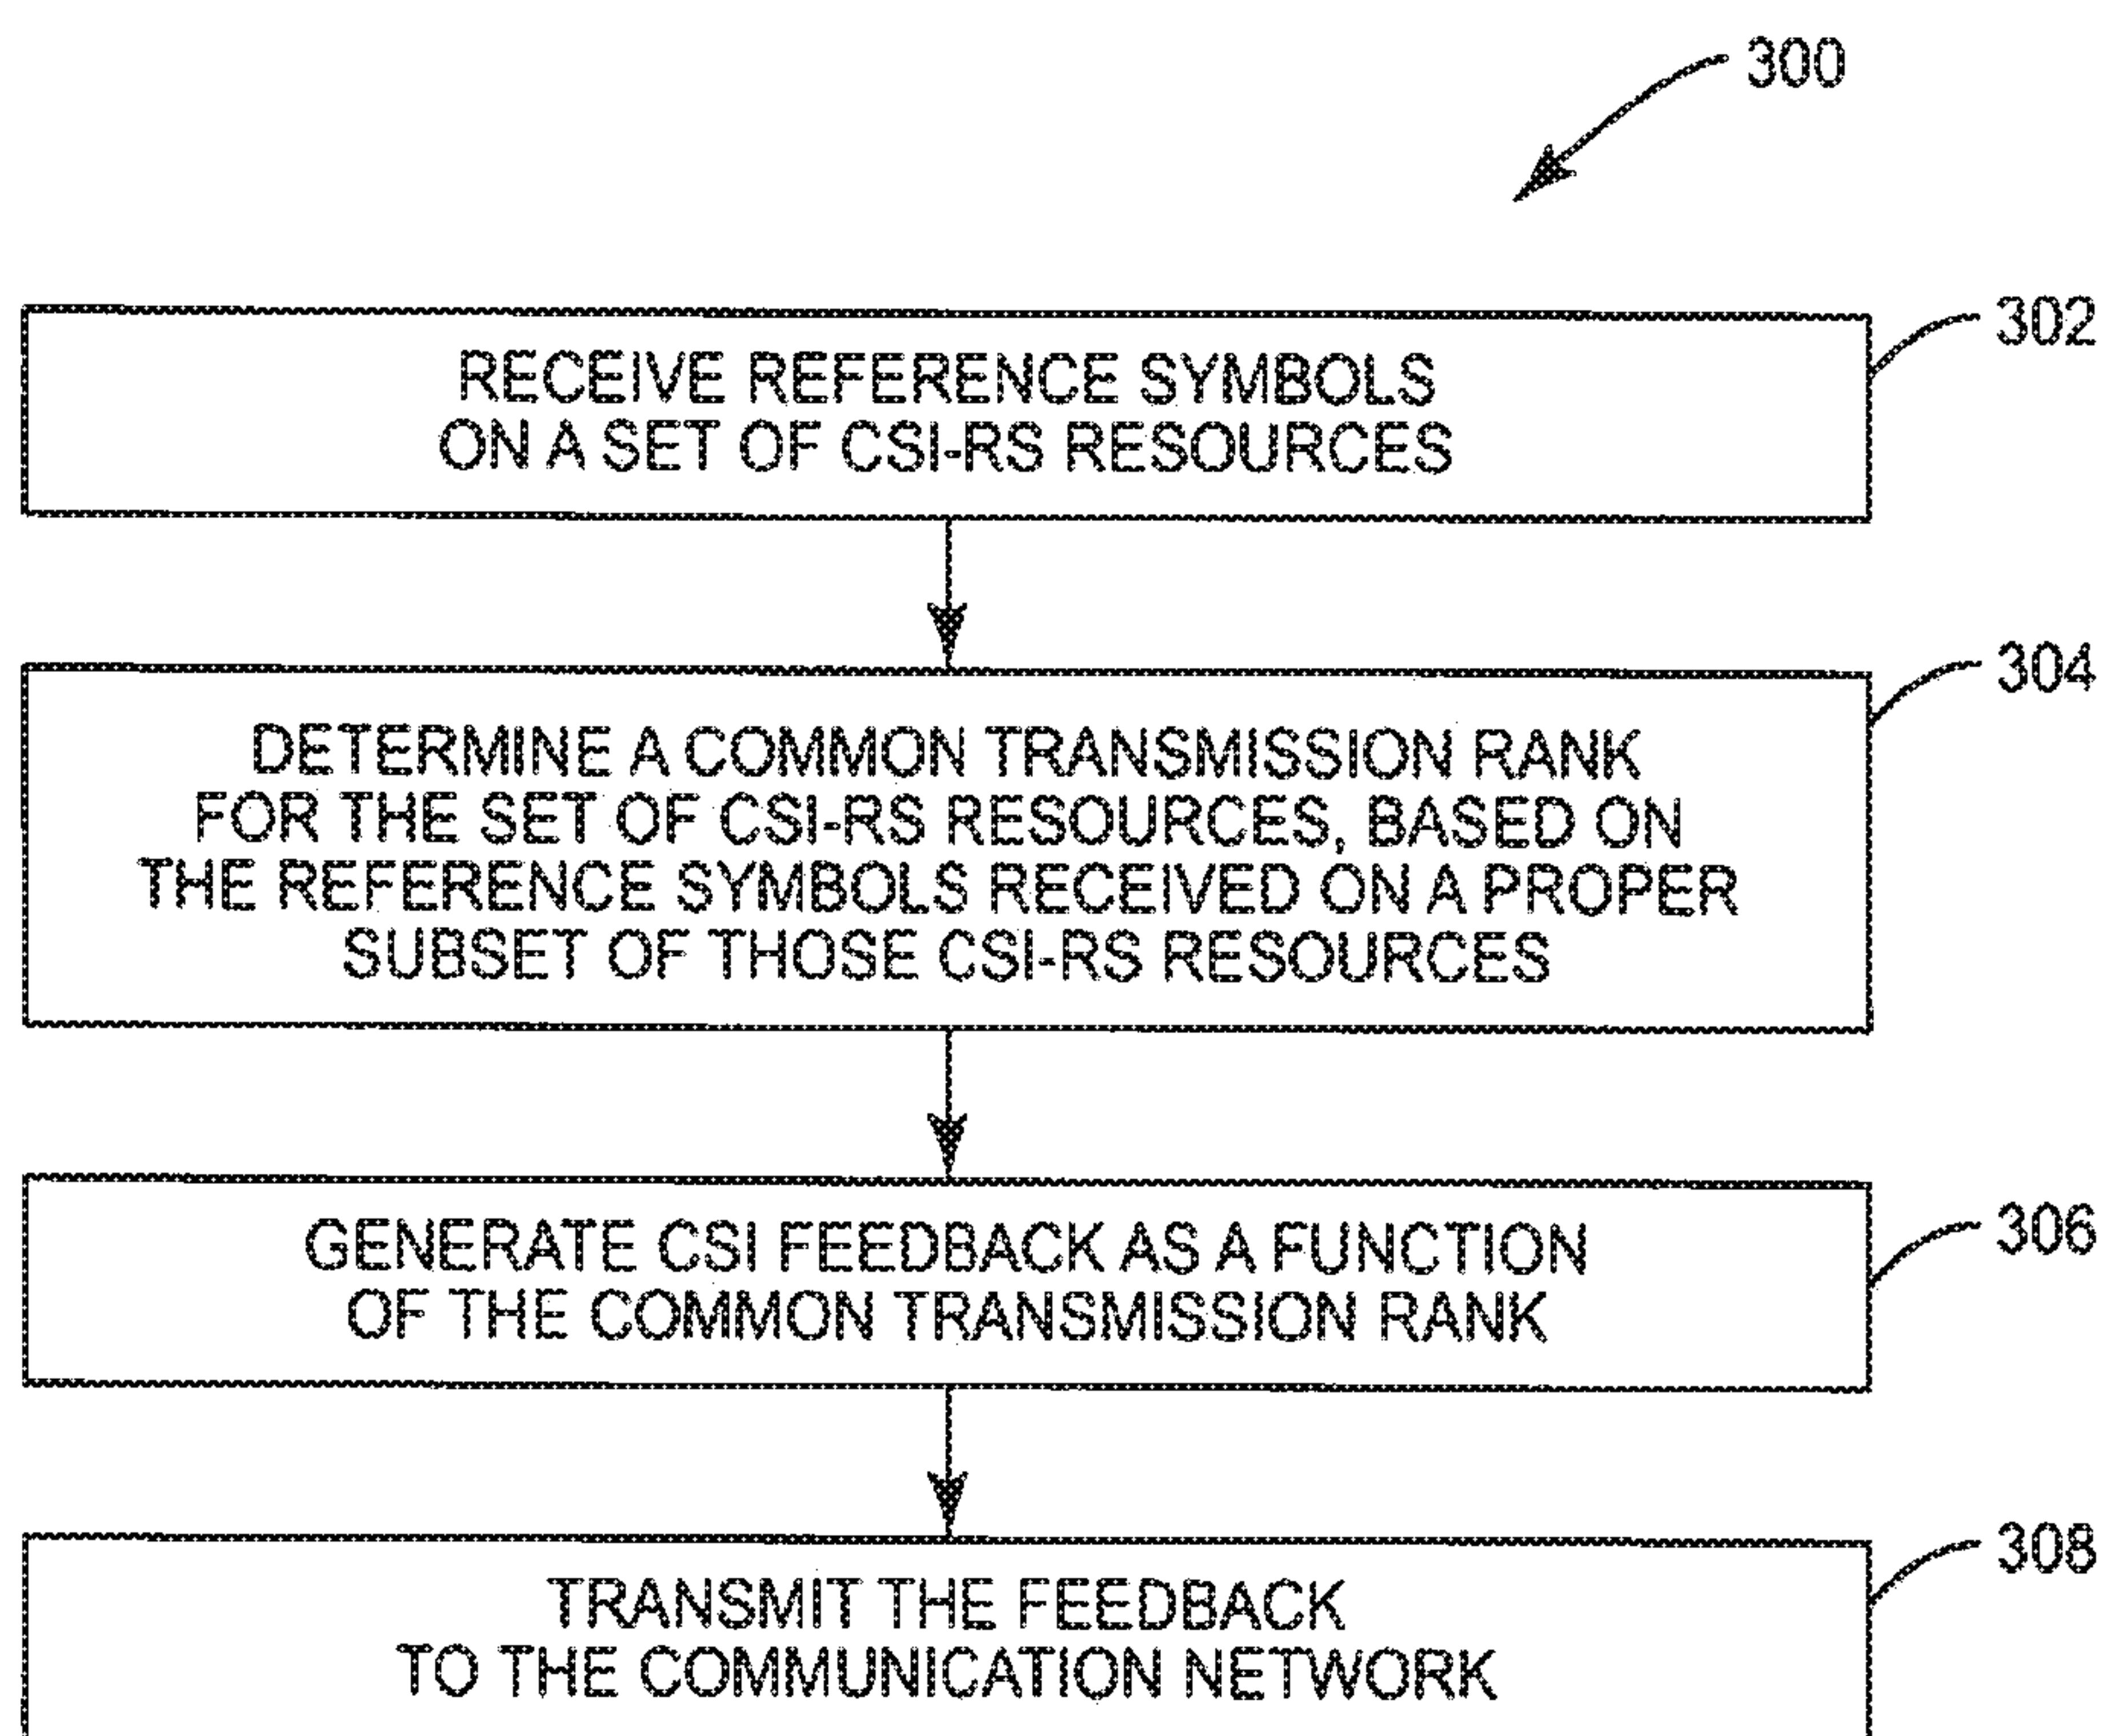 300
302
RECEIVE REFERENCE SYMBOLS
ON A SET OF CSI-RS RESOURCES
304
DETERMINE A COMMON TRANSMISSION RANK
FOR THE SET OF CSI-RS RESOURCES, BASED ON
THE REFERENCE SYMBOLS RECEIVED ON A PROPER
SUBSET OF THOSE CSI-RS RESOURCES
306
GENERATE CSI FEEDBACK AS A FUNCTION
OF THE COMMON TRANSMISSION RANK
308
TRANSMIT THE FEEDBACK
TO THE COMMUNICATION NETWORK